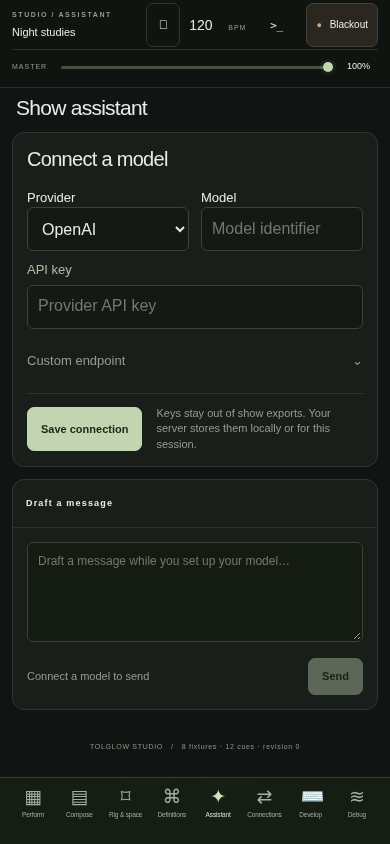 STUDIO / ASSISTANT
Night studies
120 BPM
>_
Blackout
MASTER
100%
Show assistant
Connect a model
Provider
Model
OpenAI
Model identifier
API key
Provider API key
Custom endpoint
Save connection
Keys stay out of show exports. Your
server stores them locally or for this
session.
Draft a message
Draft a message while you set up your model…
Connect a model to send
Send
TOLGLOW STUDIO / 8 fixtures · 12 cues · revision 0
Perform
Compose
Rig & space
Definitions
Assistant
Connections
Develop
Debug